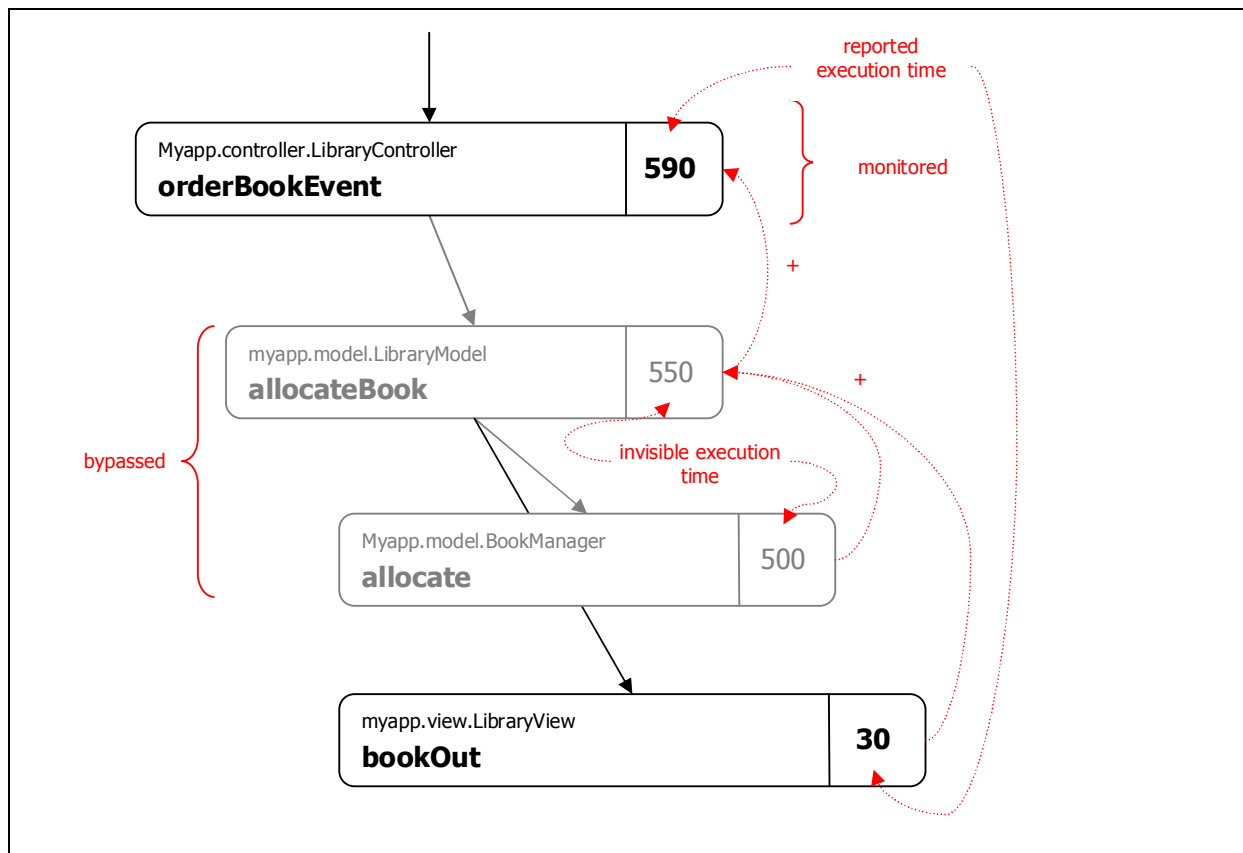 reported
execution time
Myapp.controller.LibraryController
orderBookEvent
590
monitored
+
myapp.model.LibraryModel
allocateBook
550
+
bypassed
invisible execution
time
Myapp.model.BookManager
allocate
500
myapp.view.LibraryView
bookOut
30